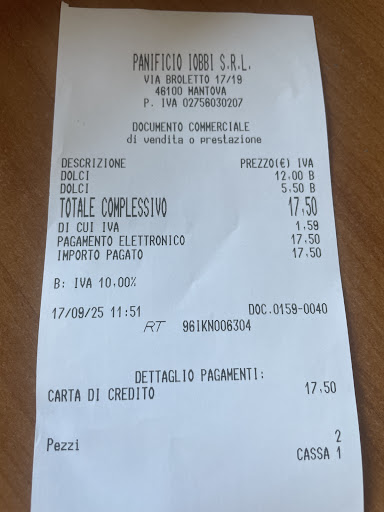 PANIFICIO IOBBI S.R.L.
VIA BROLETTO 17/19
46100 MANTOVA
P. IVA 02756030207
DOCUMENTO COMMERCIALE
di vendita o prestazione
DESCRIZIONE PREZZO(€) IVA
DOLCI 12,00 B
DOLCI 5,50 B
TOTALE COMPLESSIVO 17,50
DI CUI IVA 1,59
PAGAMENTO ELETTRONICO 17,50
IMPORTO PAGATO 17,50
B: IVA 10,00%
17/09/25 11:51 DOC.0159-0040
RT 96IKN006304
DETTAGLIO PAGAMENTI:
CARTA DI CREDITO 17,50
Pezzi 2
CASSA 1